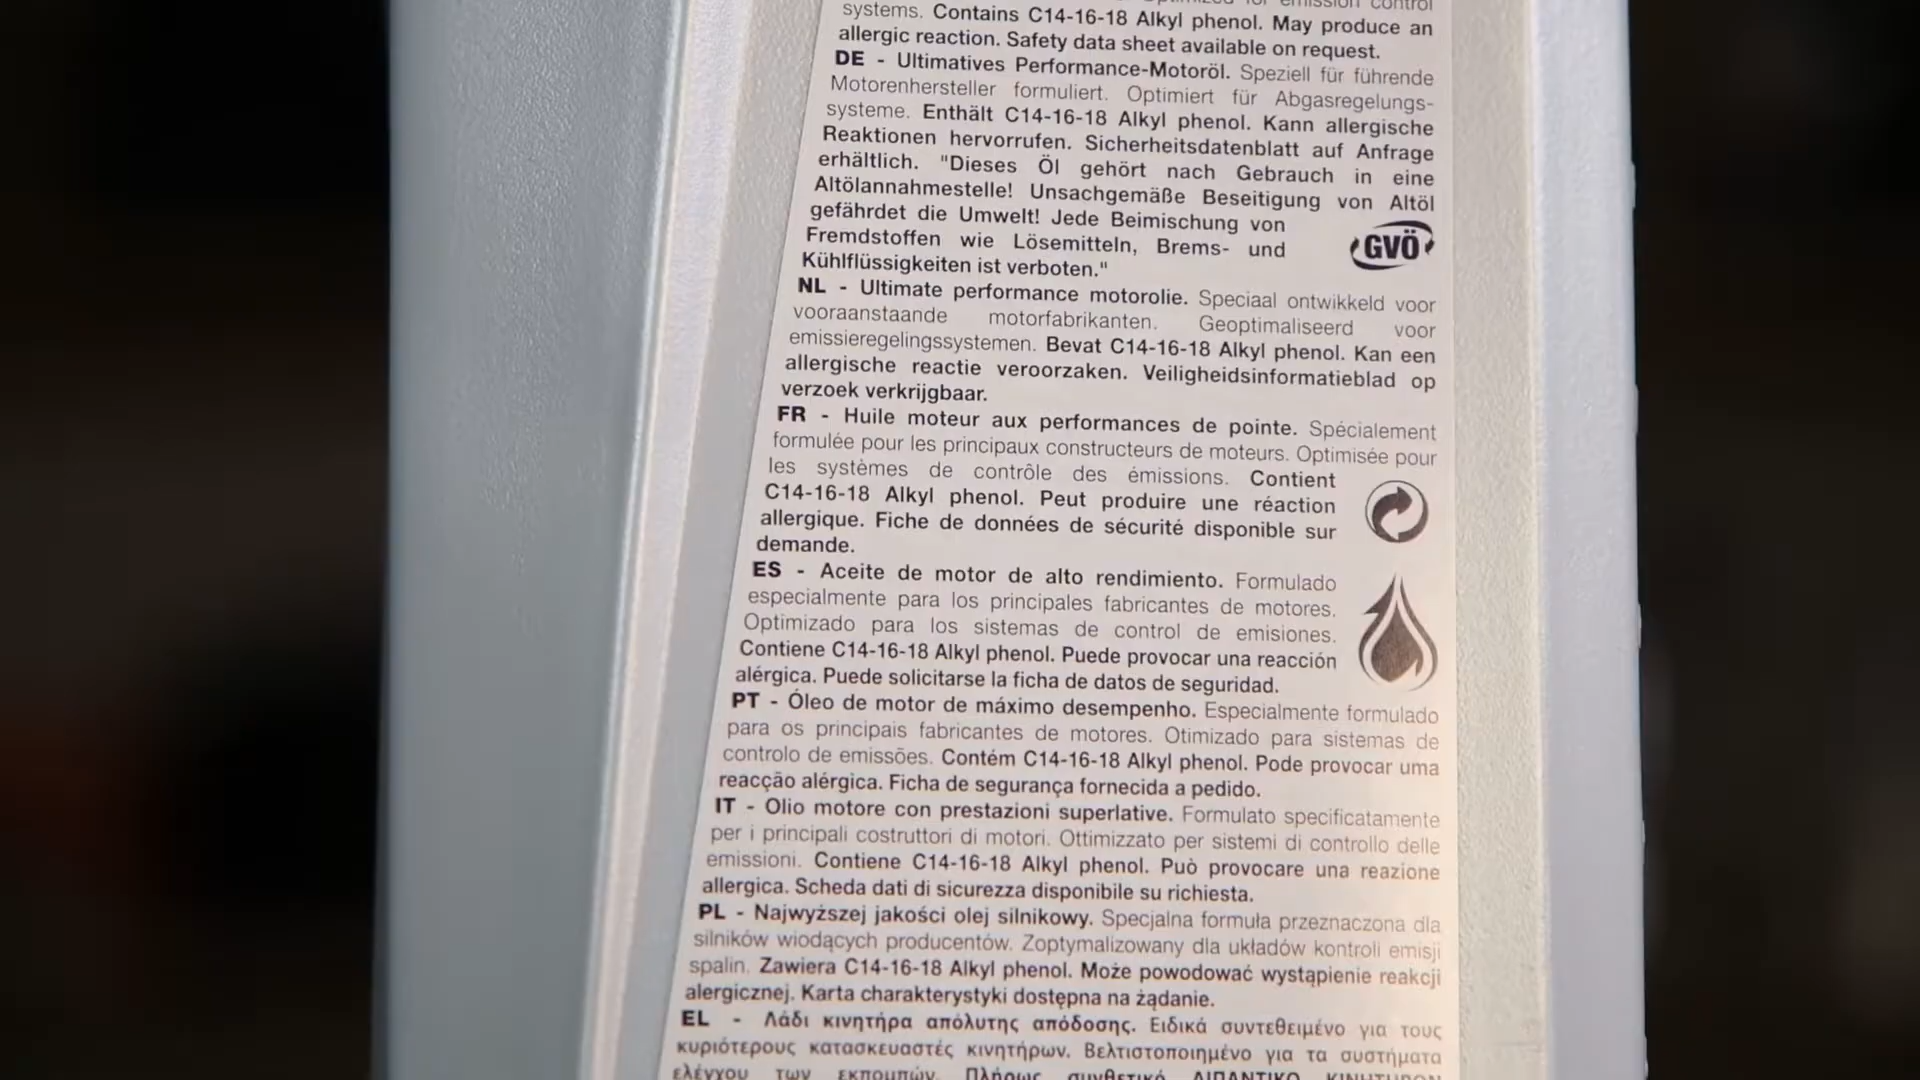 systems. Contains C14-16-18 Alkyl phenol. May produce an
allergic reaction. Safety data sheet available on request.
DE - Ultimatives Performance-Motoröl. Speziell für führende
Motorenhersteller formuliert. Optimiert für Abgasregelungs-
systeme. Enthält C14-16-18 Alkyl phenol. Kann allergische
Reaktionen hervorrufen. Sicherheitsdatenblatt auf Anfrage
erhältlich. "Dieses Öl gehört nach Gebrauch in eine
Altölannahmestelle! Unsachgemäße Beseitigung von Altöl
gefährdet die Umwelt! Jede Beimischung von
Fremdstoffen wie Lösemitteln, Brems- und
Kühlflüssigkeiten ist verboten."
GVÖ
NL - Ultimate performance motorolie. Speciaal ontwikkeld voor
vooraanstaande motorfabrikanten. Geoptimaliseerd voor
emissieregelingssystemen. Bevat C14-16-18 Alkyl phenol. Kan een
allergische reactie veroorzaken. Veiligheidsinformatieblad op
verzoek verkrijgbaar.
FR - Huile moteur aux performances de pointe. Spécialement
formulée pour les principaux constructeurs de moteurs. Optimisée pour
les systèmes de contrôle des émissions. Contient
C14-16-18 Alkyl phenol. Peut produire une réaction
allergique. Fiche de données de sécurité disponible sur
demande.
ES - Aceite de motor de alto rendimiento. Formulado
especialmente para los principales fabricantes de motores.
Optimizado para los sistemas de control de emisiones.
Contiene C14-16-18 Alkyl phenol. Puede provocar una reacción
alérgica. Puede solicitarse la ficha de datos de seguridad.
PT - Óleo de motor de máximo desempenho. Especialmente formulado
para os principais fabricantes de motores. Otimizado para sistemas de
controlo de emissões. Contém C14-16-18 Alkyl phenol. Pode provocar uma
reacção alérgica. Ficha de segurança fornecida a pedido.
IT - Olio motore con prestazioni superlative. Formulato specificatamente
per i principali costruttori di motori. Ottimizzato per sistemi di controllo delle
emissioni. Contiene C14-16-18 Alkyl phenol. Può provocare una reazione
allergica. Scheda dati di sicurezza disponibile su richiesta.
PL - Najwyższej jakości olej silnikowy. Specjalna formuła przeznaczona dla
silników wiodących producentów. Zoptymalizowany dla układów kontroli emisji
spalin. Zawiera C14-16-18 Alkyl phenol. Może powodować wystąpienie reakcji
alergicznej. Karta charakterystyki dostępna na żądanie.
EL - Λάδι κινητήρα απόλυτης απόδοσης. Ειδικά συντεθειμένο για τους
κυριότερους κατασκευαστές κινητήρων. Βελτιστοποιημένο για τα συστήματα
ελέγχου των εκπομπών. Πλήρως συνθετικό ΛΙΠΑΝΤΙΚΟ